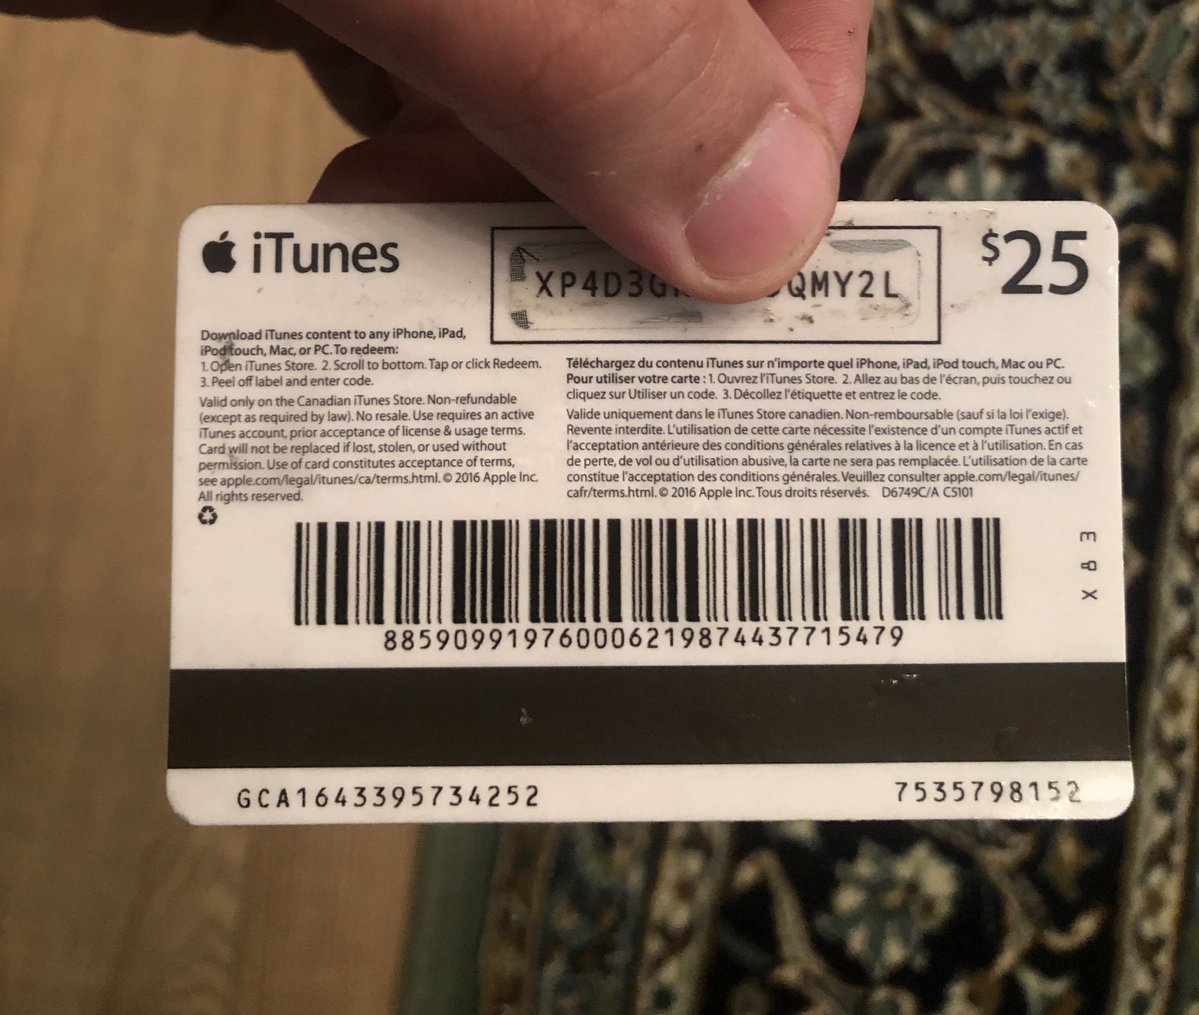 iTunes
XP4D3G QMY2L
$25
Download iTunes content to any iPhone, iPad,
iPod touch, Mac, or PC. To redeem:
1. Open iTunes Store. 2. Scroll to bottom. Tap or click Redeem.
3. Peel off label and enter code.
Valid only on the Canadian iTunes Store. Non-refundable
(except as required by law). No resale. Use requires an active
iTunes account, prior acceptance of license & usage terms.
Card will not be replaced if lost, stolen, or used without
permission. Use of card constitutes acceptance of terms,
see apple.com/legal/itunes/ca/terms.html. © 2016 Apple Inc.
All rights reserved.
Téléchargez du contenu iTunes sur n’importe quel iPhone, iPad, iPod touch, Mac ou PC.
Pour utiliser votre carte : 1. Ouvrez l’iTunes Store. 2. Allez au bas de l’écran, puis touchez ou
cliquez sur Utiliser un code. 3. Décollez l’étiquette et entrez le code.
Valide uniquement dans le iTunes Store canadien. Non-remboursable (sauf si la loi l’exige).
Revente interdite. L’utilisation de cette carte nécessite l’existence d’un compte iTunes actif et
l’acceptation antérieure des conditions générales relatives à la licence et à l’utilisation. En cas
de perte, de vol ou d’utilisation abusive, la carte ne sera pas remplacée. L’utilisation de la carte
constitue l’acceptation des conditions générales. Veuillez consulter apple.com/legal/itunes/
cafr/terms.html. © 2016 Apple Inc. Tous droits réservés. D6749C/A C5101
885909919760006219874437715479
GCA1643395734252
7535798152